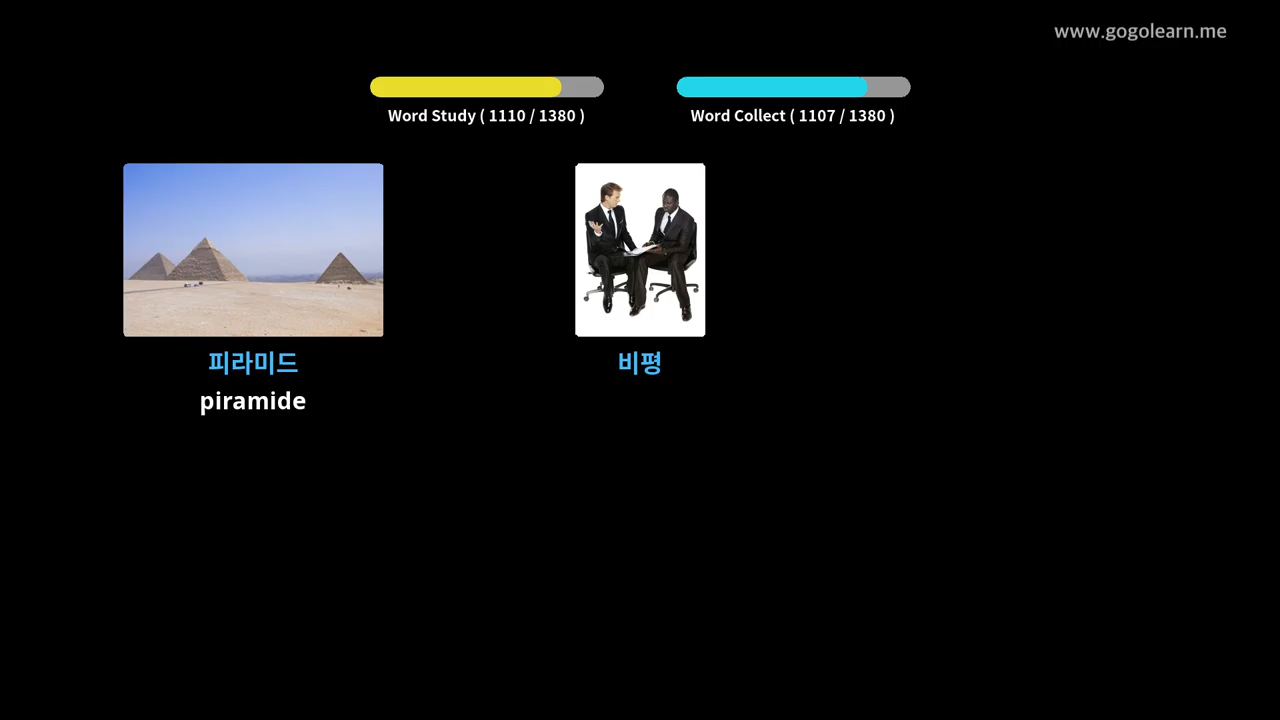 www.gogolearn.me
Word Study ( 1110 / 1380 )
Word Collect ( 1107 / 1380 )
피라미드
piramide
비평